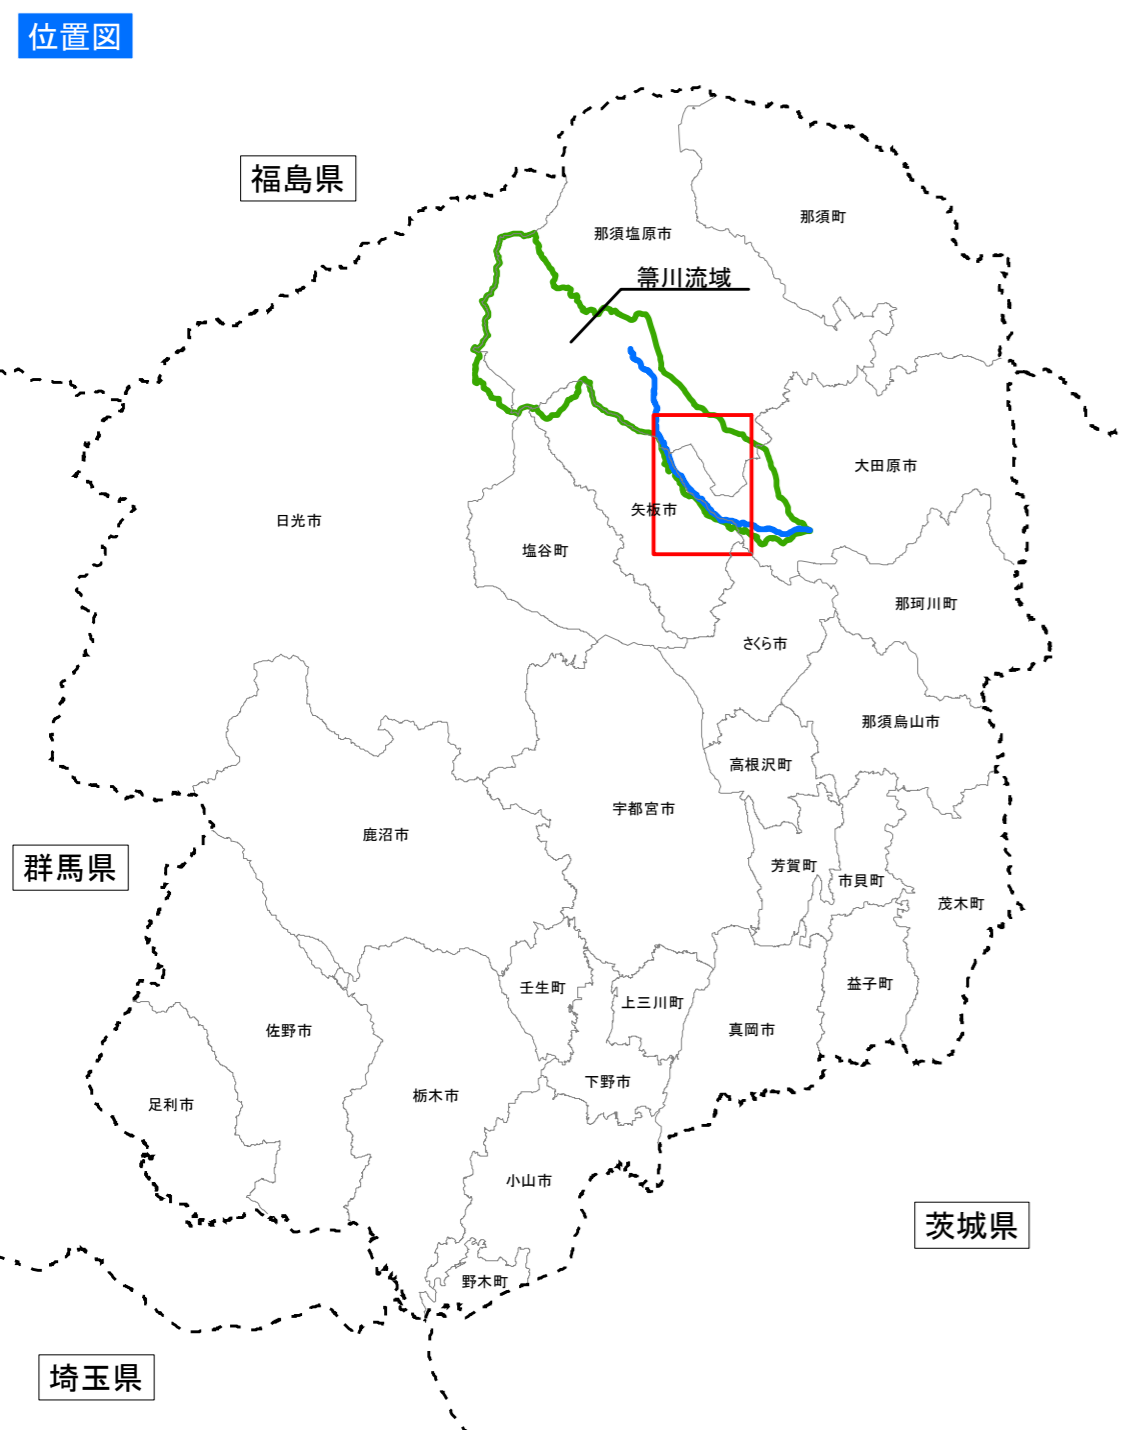 位置図
福島県
那須町
那須塩原市
箒川流域
大田原市
矢板市
日光市
塩谷町
那珂川町
さくら市
那須烏山市
高根沢町
宇都宮市
鹿沼市
芳賀町
群馬県
市貝町
茂木町
益子町
壬生町
上三川町
真岡市
佐野市
下野市
栃木市
足利市
小山市
茨城県
野木町
埼玉県